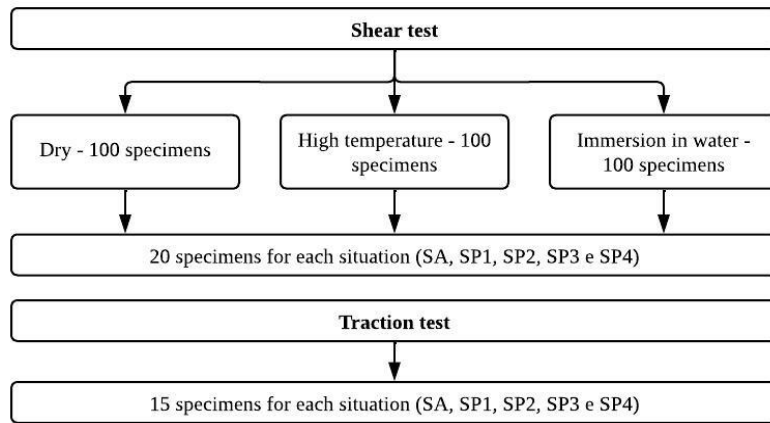 Shear test
Dry - 100 specimens
High temperature - 100
specimens
Immersion in water -
100 specimens
20 specimens for each situation (SA, SP1, SP2, SP3 e SP4)
Traction test
15 specimens for each situation (SA, SP1, SP2, SP3 e SP4)